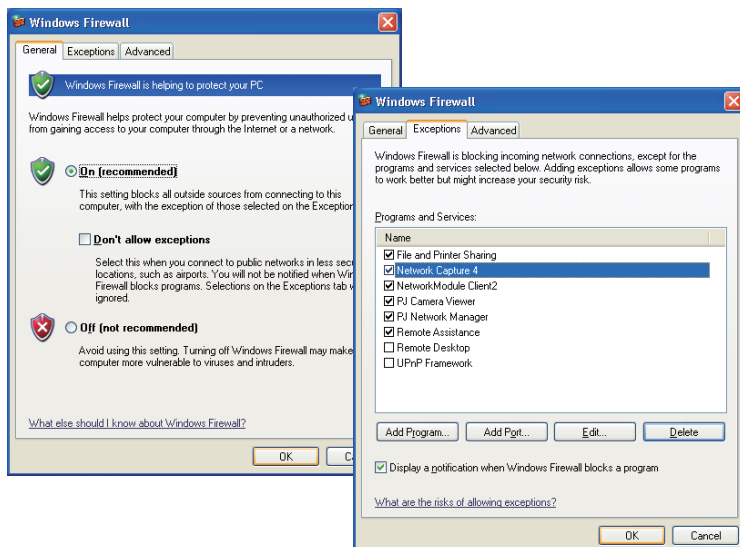 Windows Firewall
General Exceptions Advanced
Windows Firewall is helping to protect your PC
Windows Firewall helps protect your computer by preventing unauthorized
from gaining access to your computer through the Internet or a network.
On (recommended)
This setting blocks all outside sources from connecting to this
computer, with the exception of those selected on the
Don't allow exceptions
Select this when you connect to public networks in less
locations, such as airports. You will not be notified when
Firewall blocks programs. Selections on the Exceptions tab
ignored.
Off (not recommended)
Avoid using this setting. Turning off Windows Firewall may make
computer more vulnerable to viruses and intruders.
What else should I know about Windows Firewall?
OK
Windows Firewall
General Exceptions Advanced
Windows Firewall is blocking incoming network connections, except for the
programs and services selected below. Adding exceptions allows some programs
to work better but might increase your security risk.
Programs and Services:
Name
File and Printer Sharing
Network Capture 4
NetworkModule Client2
PJ Camera Viewer
PJ Network Manager
Remote Assistance
Remote Desktop
UPnP Framework
Add Program... Add Port... Edit... Delete
Display a notification when Windows Firewall blocks a program
What are the risks of allowing exceptions?
OK Cancel